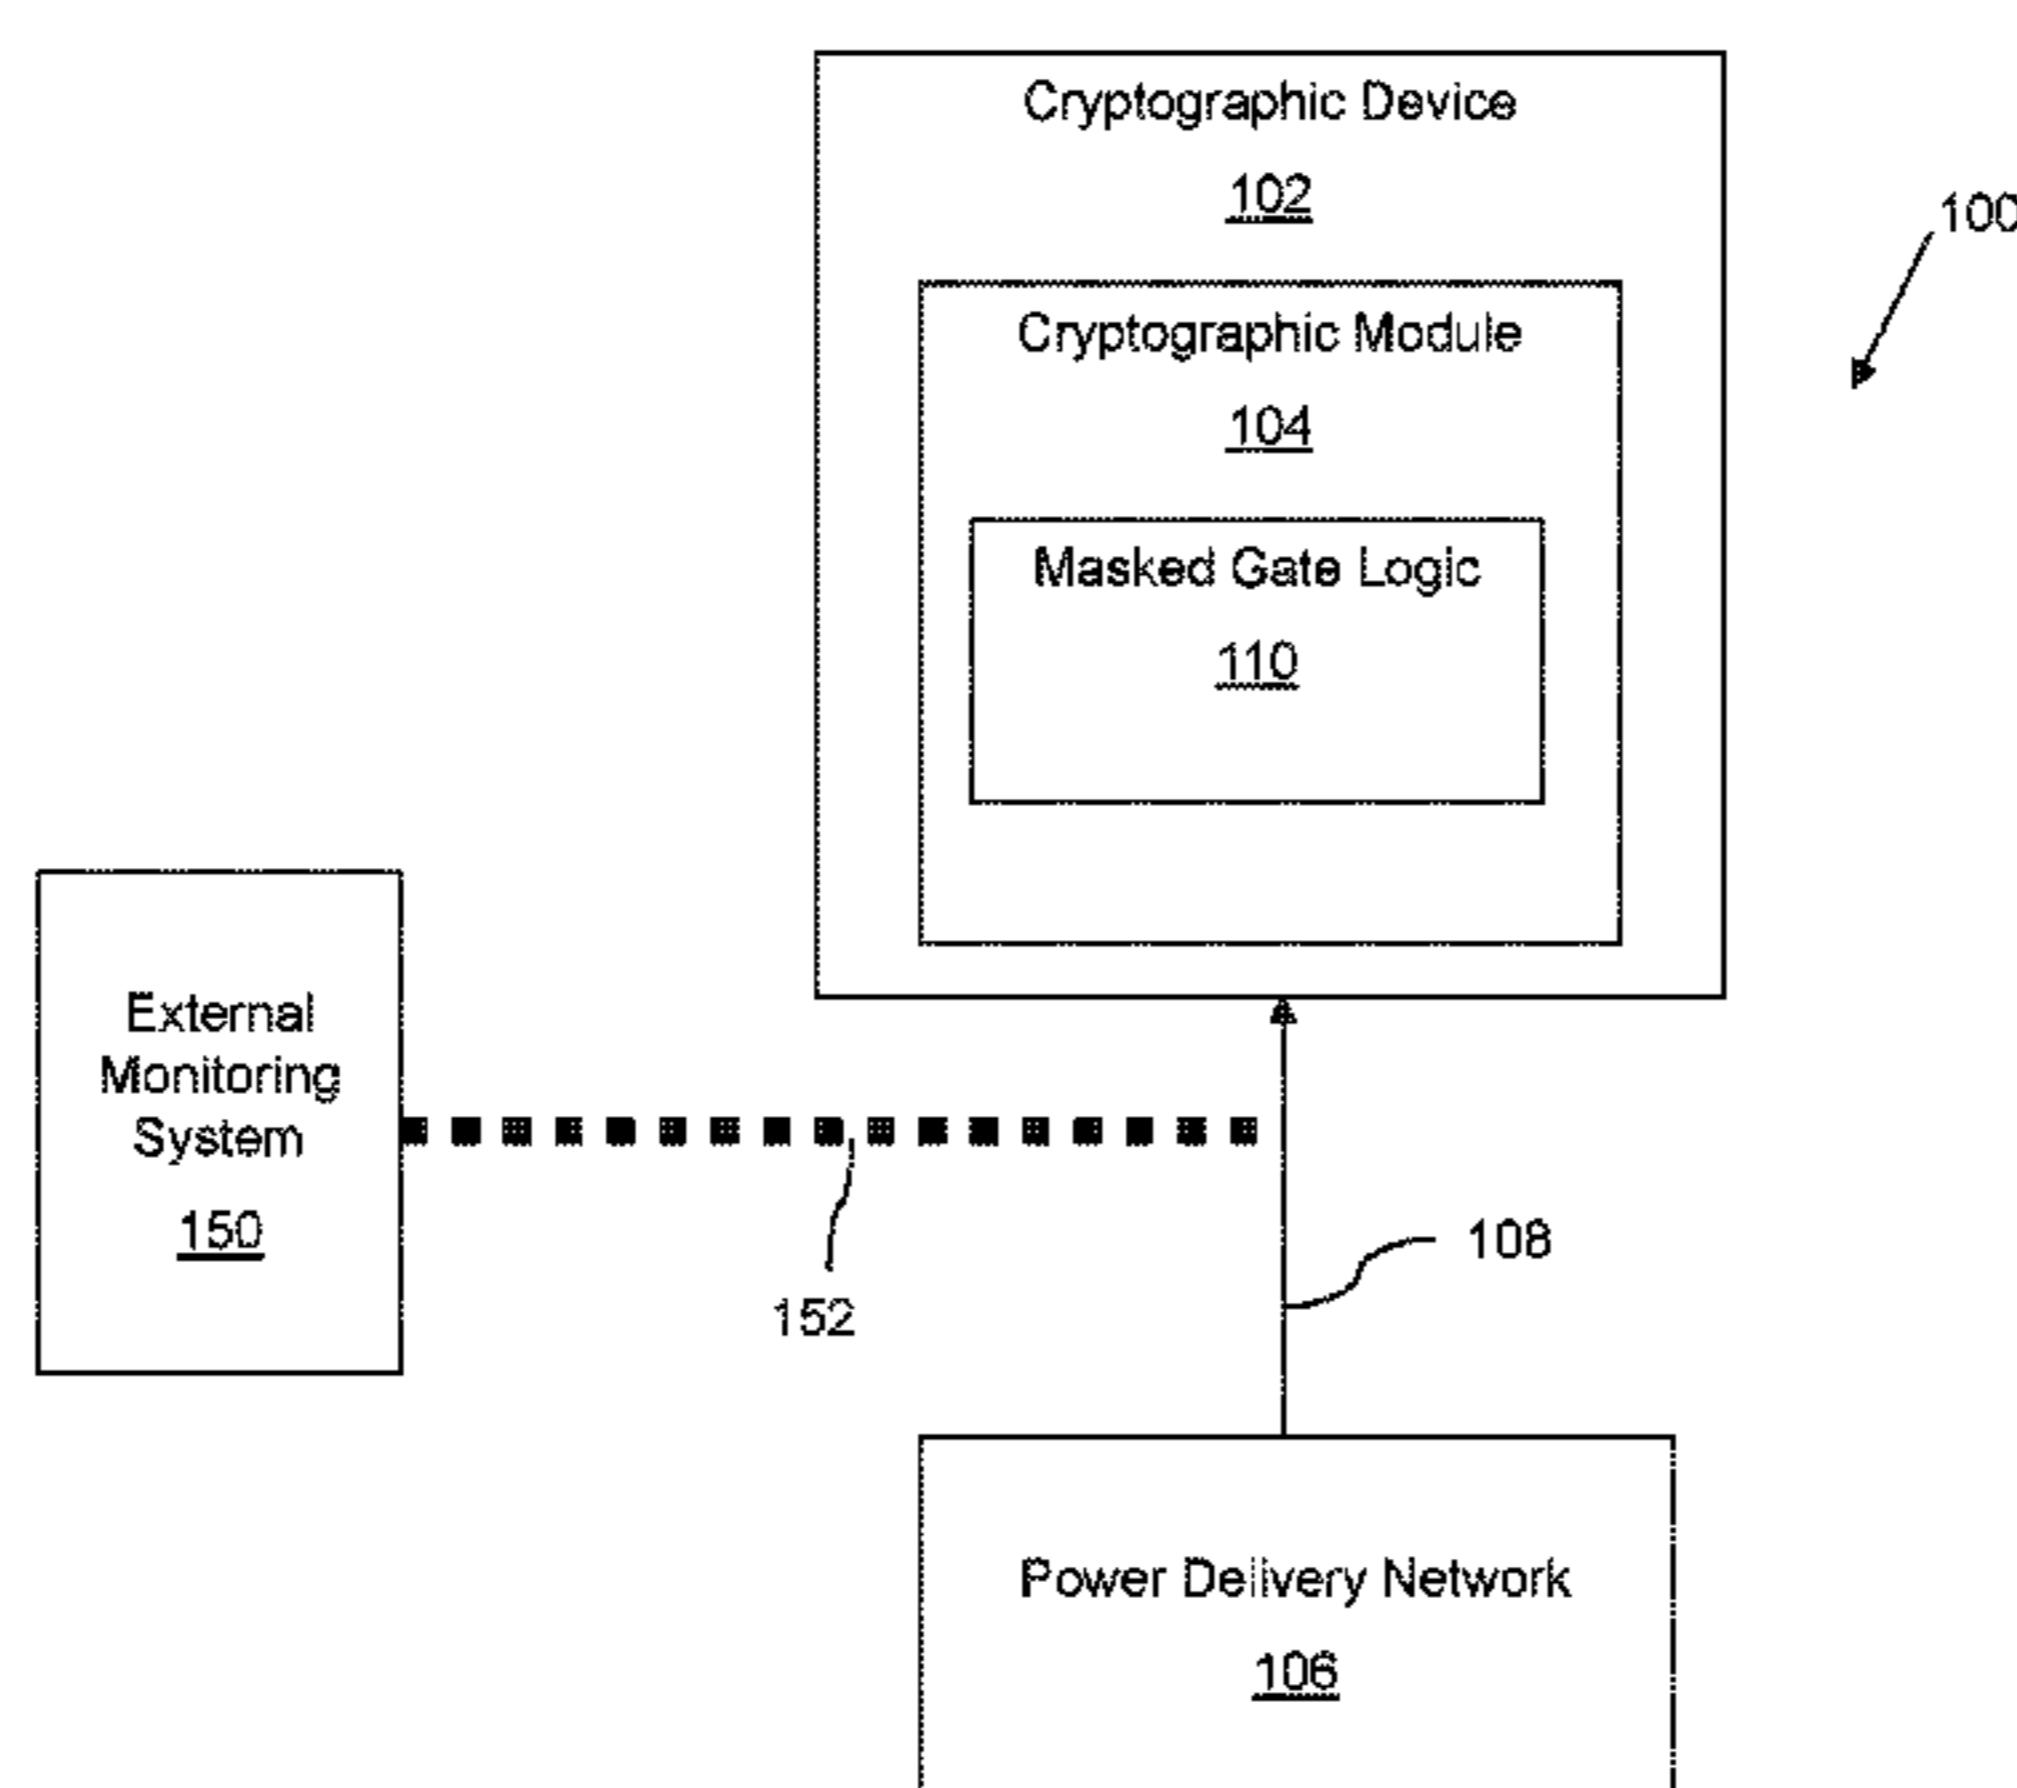 Cryptographic Device
102
100
Cryptographic Module
104
Masked Gate Logic
110
External
Monitoring
System
150
152
108
Power Delivery Network
106